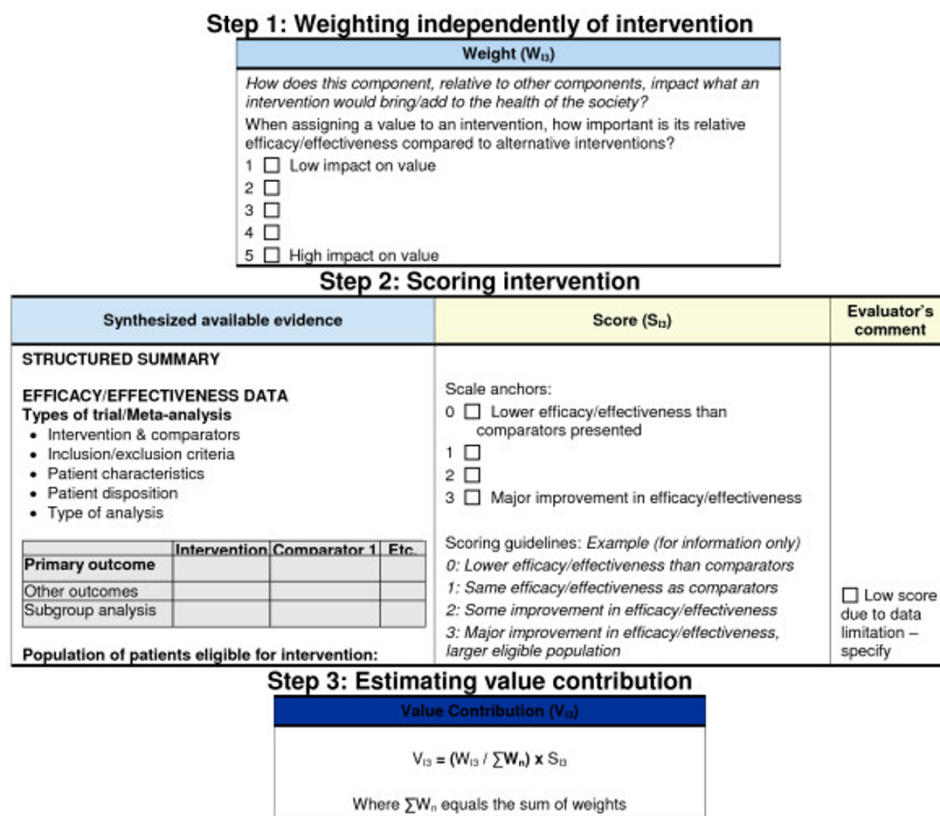 Step 1: Weighting independently of intervention
Weight (W_I3)
How does this component, relative to other components, impact what an
intervention would bring/add to the health of the society?
When assigning a value to an intervention, how important is its relative
efficacy/effectiveness compared to alternative interventions?
1 ☐ Low impact on value
2 ☐
3 ☐
4 ☐
5 ☐ High impact on value
Step 2: Scoring intervention
Synthesized available evidence
Score (S_I3)
Evaluator's
comment
STRUCTURED SUMMARY
EFFICACY/EFFECTIVENESS DATA
Types of trial/Meta-analysis
• Intervention & comparators
• Inclusion/exclusion criteria
• Patient characteristics
• Patient disposition
• Type of analysis
Intervention Comparator 1 Etc.
Primary outcome
Other outcomes
Subgroup analysis
Population of patients eligible for intervention:
Scale anchors:
0 ☐ Lower efficacy/effectiveness than
comparators presented
1 ☐
2 ☐
3 ☐ Major improvement in efficacy/effectiveness
Scoring guidelines: Example (for information only)
0: Lower efficacy/effectiveness than comparators
1: Same efficacy/effectiveness as comparators
2: Some improvement in efficacy/effectiveness
3: Major improvement in efficacy/effectiveness,
larger eligible population
☐ Low score
due to data
limitation –
specify
Step 3: Estimating value contribution
Value Contribution (V_I3)
V_I3 = (W_I3 / ∑W_n) x S_I3
Where ∑W_n equals the sum of weights